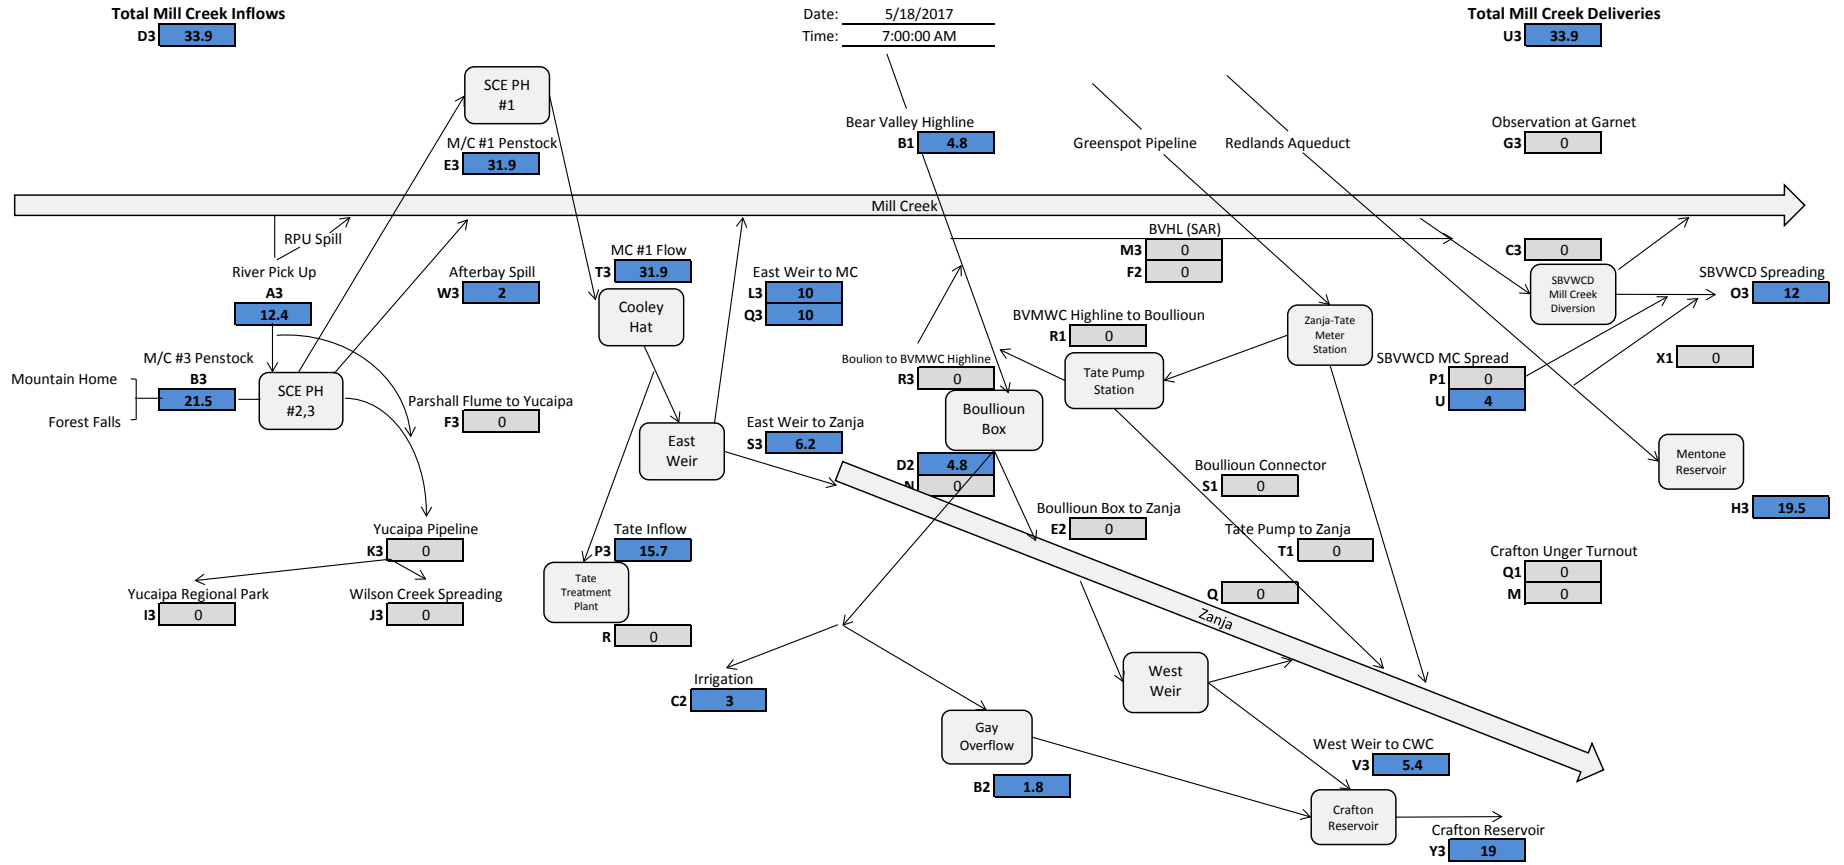 Total Mill Creek Inflows
D3 33.9
Date: 5/18/2017
Time: 7:00:00 AM
Total Mill Creek Deliveries
U3 33.9
SCE PH
#1
M/C #1 Penstock
E3 31.9
Bear Valley Highline
B1 4.8
Greenspot Pipeline
Redlands Aqueduct
Observation at Garnet
G3 0
Mill Creek
RPU Spill
River Pick Up
A3
12.4
Afterbay Spill
W3 2
MC #1 Flow
T3 31.9
Cooley
Hat
East Weir to MC
L3 10
Q3 10
BVHL (SAR)
M3 0
F2 0
C3 0
SBVWCD
Mill Creek
Diversion
SBVWCD Spreading
O3 12
M/C #3 Penstock
B3
21.5
Mountain Home
Forest Falls
SCE PH
#2,3
Parshall Flume to Yucaipa
F3 0
BVMWC Highline to Boullioun
R1 0
Boulion to BVMWC Highline
R3 0
Tate Pump
Station
Zanja-Tate
Meter
Station
SBVWCD MC Spread
P1 0
U 4
X1 0
Boullioun
Box
East
Weir
East Weir to Zanja
S3 6.2
D2 4.8
N 0
Boullioun Connector
S1 0
Mentone
Reservoir
H3 19.5
Boullioun Box to Zanja
E2 0
Tate Pump to Zanja
T1 0
Yucaipa Pipeline
K3 0
Tate Inflow
P3 15.7
Tate
Treatment
Plant
R 0
Crafton Unger Turnout
Q1 0
M 0
Yucaipa Regional Park
I3 0
Wilson Creek Spreading
J3 0
Q 0
Zanja
Irrigation
C2 3
West
Weir
Gay
Overflow
B2 1.8
West Weir to CWC
V3 5.4
Crafton
Reservoir
Crafton Reservoir
Y3 19